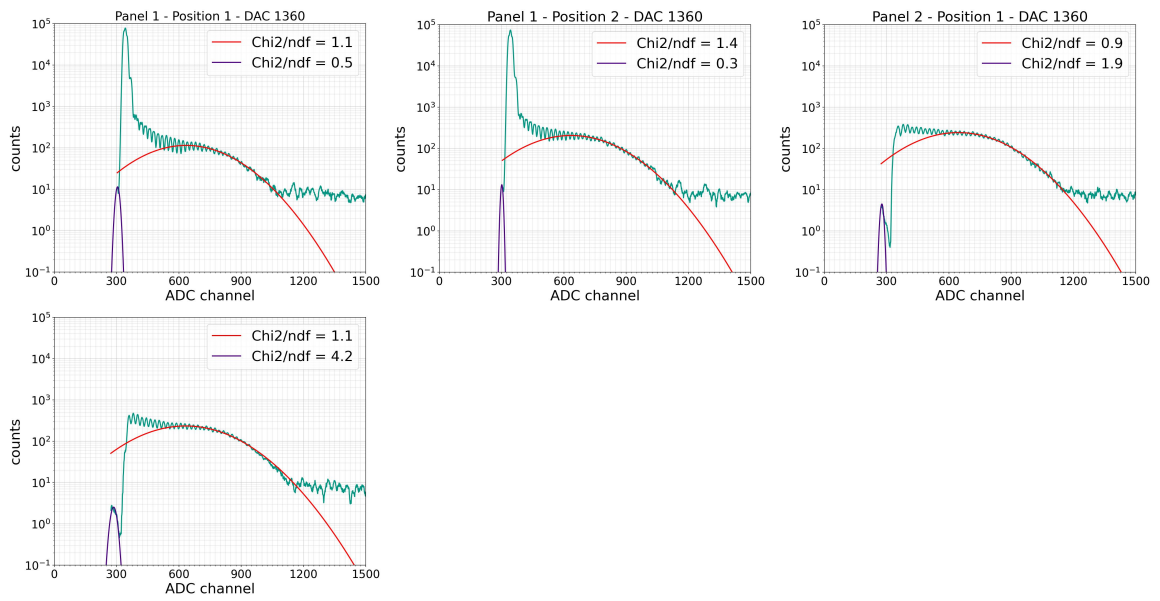 Panel 1 - Position 1 - DAC 1360
Chi2/ndf = 1.1
Chi2/ndf = 0.5
10^5
10^4
10^3
10^2
10^1
10^0
10^−1
counts
0 300 600 900 1200 1500
ADC channel
Panel 1 - Position 2 - DAC 1360
Chi2/ndf = 1.4
Chi2/ndf = 0.3
10^5
10^4
10^3
10^2
10^1
10^0
10^−1
counts
0 300 600 900 1200 1500
ADC channel
Panel 2 - Position 1 - DAC 1360
Chi2/ndf = 0.9
Chi2/ndf = 1.9
10^5
10^4
10^3
10^2
10^1
10^0
10^−1
counts
0 300 600 900 1200 1500
ADC channel
Chi2/ndf = 1.1
Chi2/ndf = 4.2
10^5
10^4
10^3
10^2
10^1
10^0
10^−1
counts
0 300 600 900 1200 1500
ADC channel